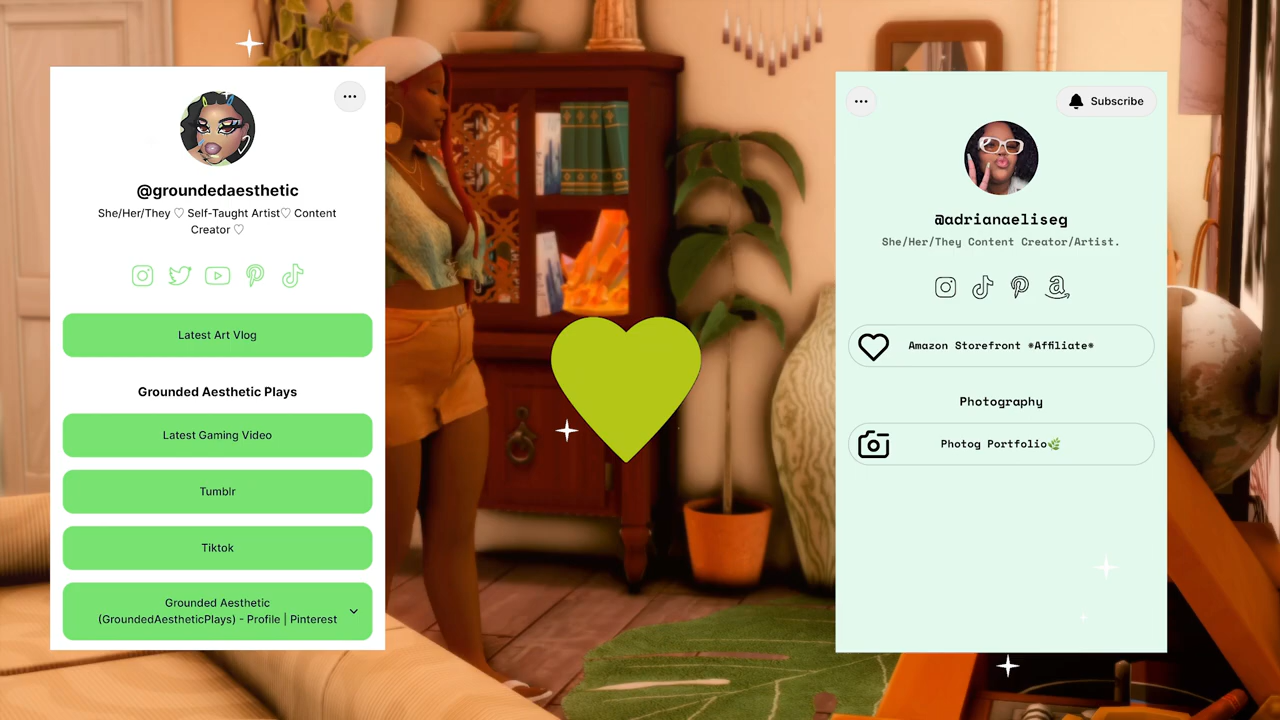 @groundedaesthetic
She/Her/They ♡ Self-Taught Artist♡ Content
Creator ♡
Latest Art Vlog
Grounded Aesthetic Plays
Latest Gaming Video
Tumblr
Tiktok
Grounded Aesthetic
(GroundedAestheticPlays) - Profile | Pinterest
Subscribe
@adrianaeliseg
She/Her/They Content Creator/Artist.
Amazon Storefront *Affiliate*
Photography
Photog Portfolio🌿